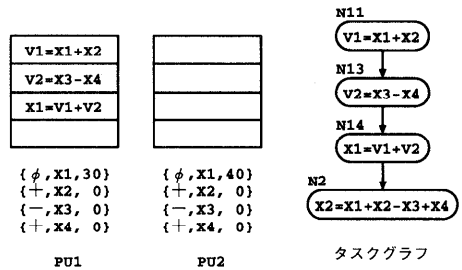 V1=X1+X2
V2=X3-X4
X1=V1+V2
{ϕ,X1,30}
{+,X2, 0}
{-,X3, 0}
{+,X4, 0}
PU1
{ϕ,X1,40}
{+,X2, 0}
{-,X3, 0}
{+,X4, 0}
PU2
N11
V1=X1+X2
N13
V2=X3-X4
N14
X1=V1+V2
N2
X2=X1+X2-X3+X4
タスクグラフ